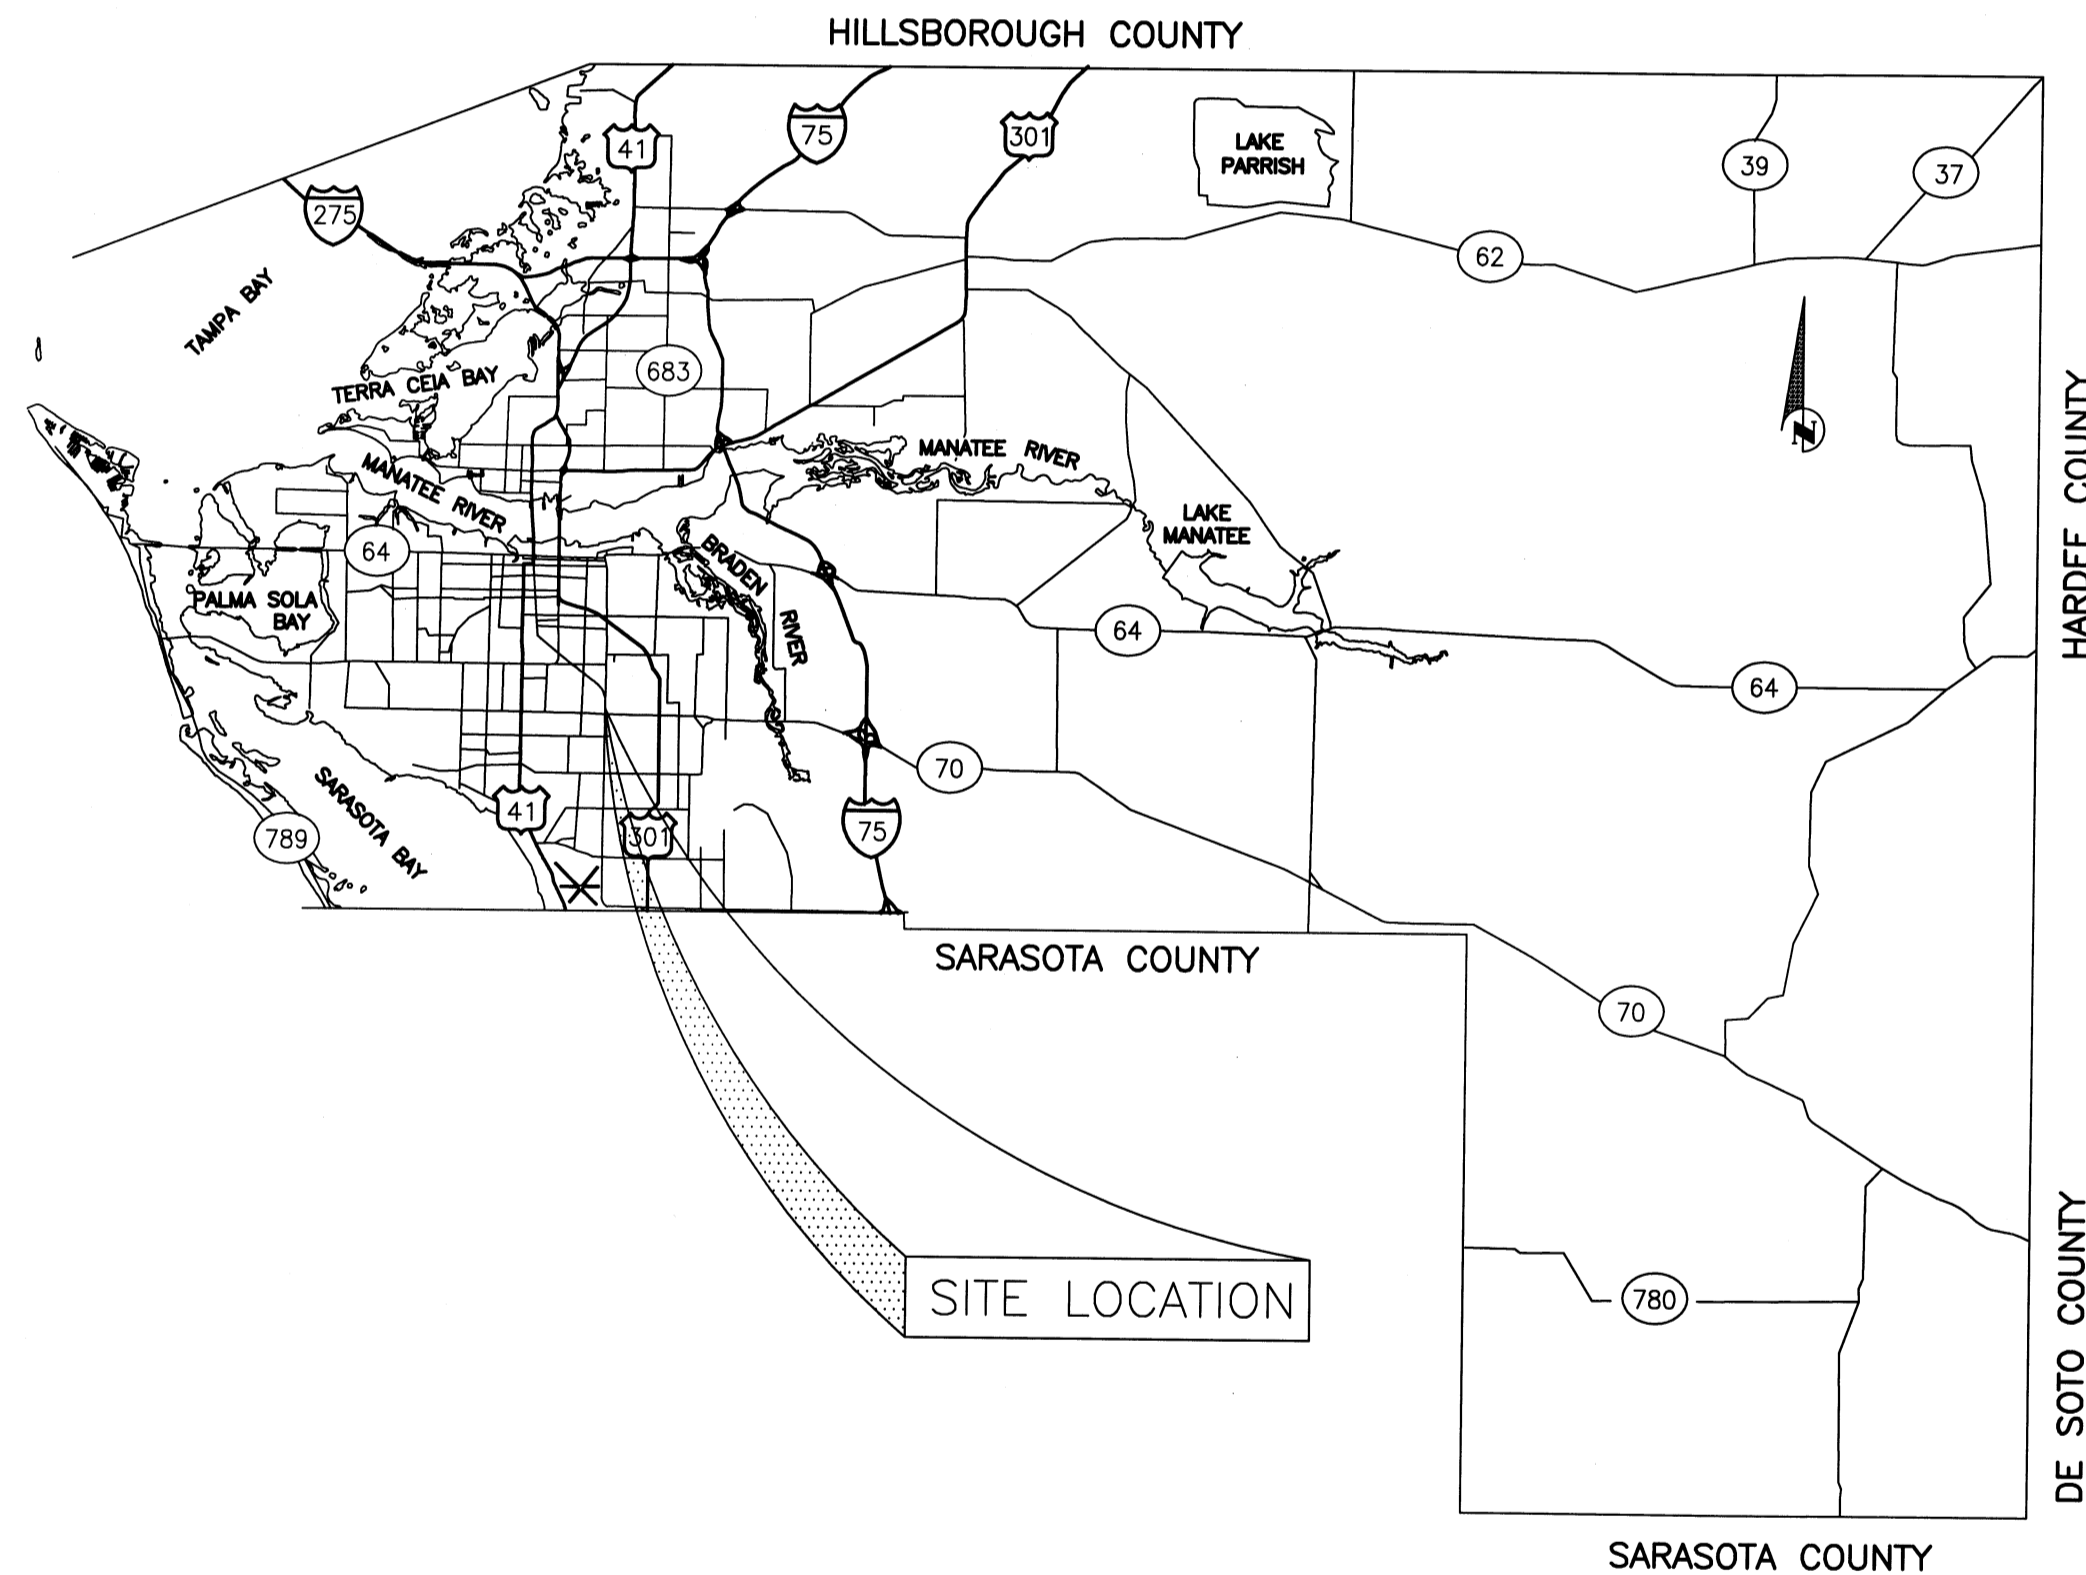 HILLSBOROUGH COUNTY
41
75
301
LAKE
PARRISH
39
37
275
62
TAMPA BAY
683
TERRA CEIA BAY
N
HARDEE COUNTY
MANATEE RIVER
MANATEE RIVER
LAKE
MANATEE
64
BRADEN
RIVER
PALMA SOLA
BAY
64
64
70
SARASOTA BAY
41
301
75
789
SARASOTA COUNTY
70
SITE LOCATION
780
DE SOTO COUNTY
SARASOTA COUNTY